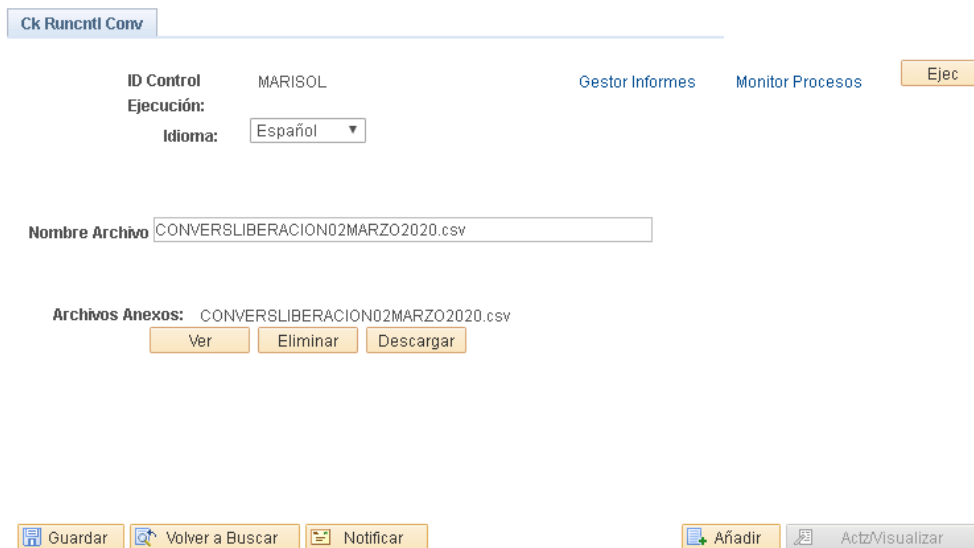 Ck Runcntl Conv
ID Control Ejecución: MARISOL Gestor Informes Monitor Procesos Ejec
Idioma: Español
Nombre Archivo CONVERSLIBERACION02MARZO2020.csv
Archivos Anexos: CONVERSLIBERACION02MARZO2020.csv
Ver Eliminar Descargar
Guardar Volver a Buscar Notificar Añadir Actz/Visualizar